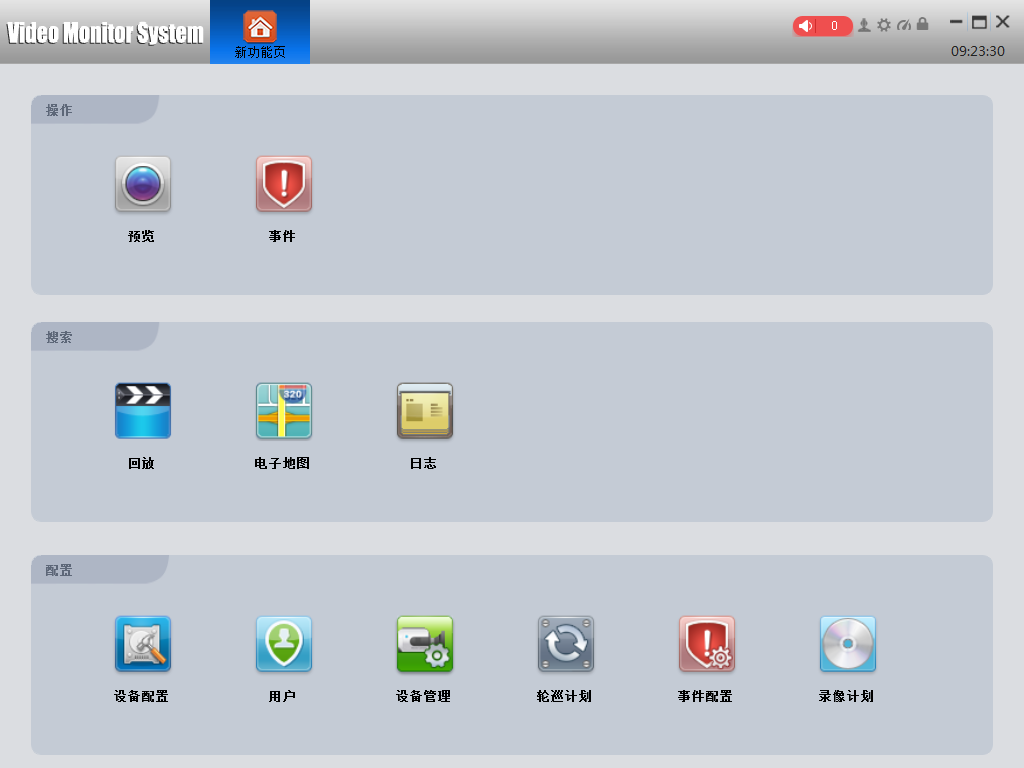 Video Monitor System
新功能页
0
09:23:30
操作
预览
事件
搜索
320
回放
电子地图
日志
配置
设备配置
用户
设备管理
轮巡计划
事件配置
录像计划